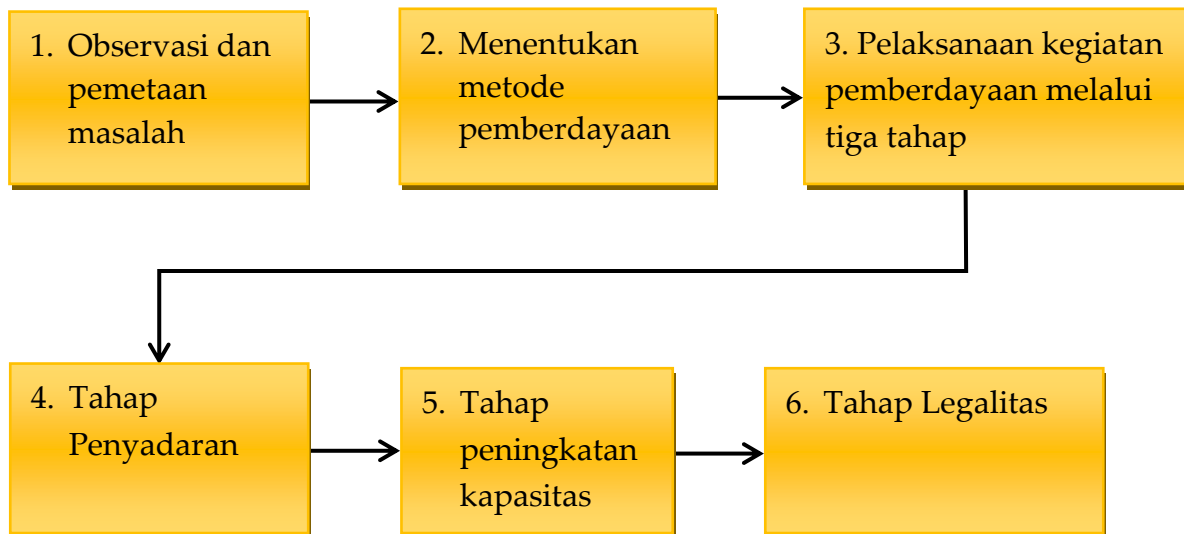 1. Observasi dan
pemetaan
masalah
2. Menentukan
metode
pemberdayaan
3. Pelaksanaan kegiatan
pemberdayaan melalui
tiga tahap
4. Tahap
Penyadaran
5. Tahap
peningkatan
kapasitas
6. Tahap Legalitas